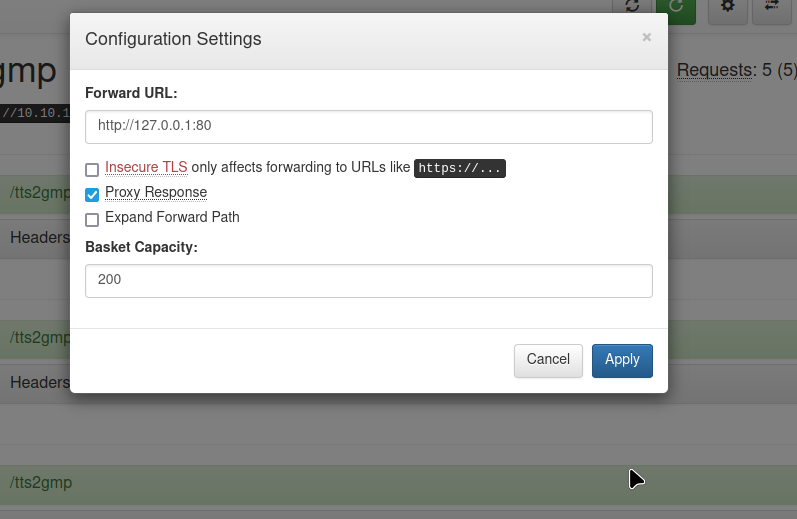 Configuration Settings ×
gmp
Requests: 5 (5)
//10.10.1
Forward URL:
http://127.0.0.1:80
Insecure TLS only affects forwarding to URLs like https://...
Proxy Response
/tts2gmp
Expand Forward Path
Headers
Basket Capacity:
200
/tts2gmp
Cancel Apply
Headers
/tts2gmp